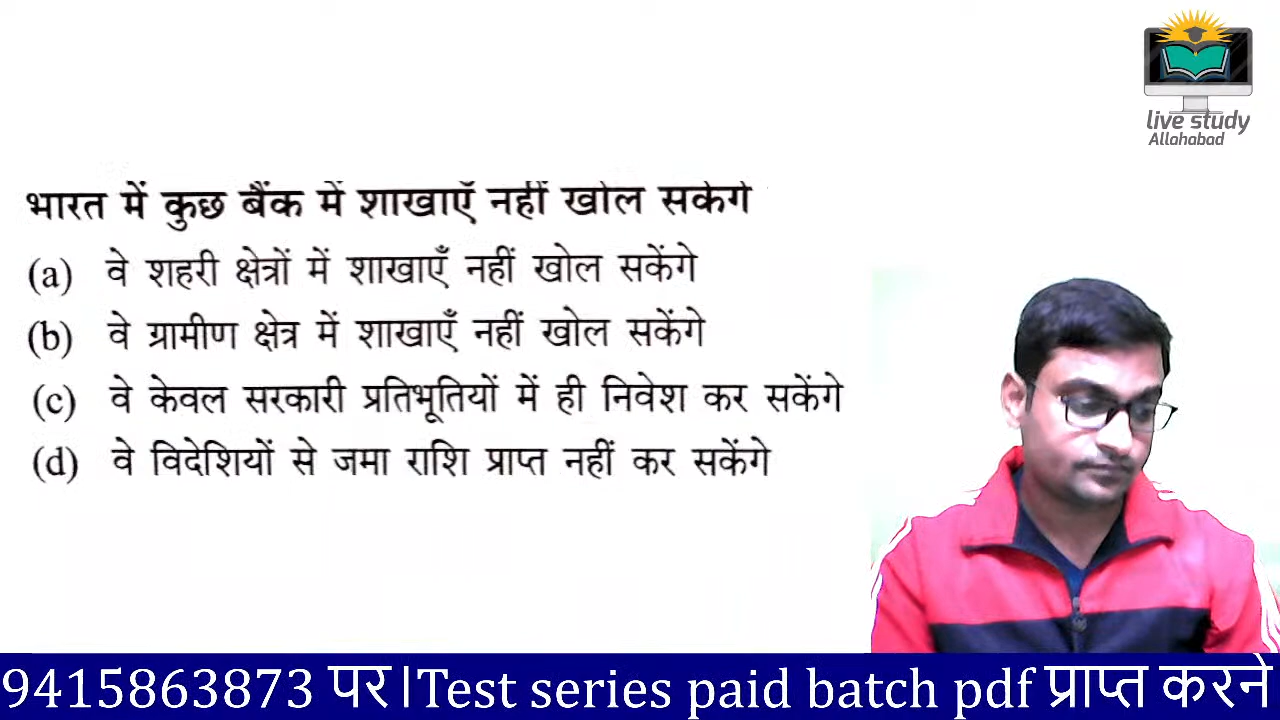 live study
Allahabad
भारत में कुछ बैंक में शाखाएँ नहीं खोल सकेगे
(a) वे शहरी क्षेत्रों में शाखाएँ नहीं खोल सकेंगे
(b) वे ग्रामीण क्षेत्र में शाखाएँ नहीं खोल सकेंगे
(c) वे केवल सरकारी प्रतिभूतियों में ही निवेश कर सकेंगे
(d) वे विदेशियों से जमा राशि प्राप्त नहीं कर सकेंगे
9415863873 पर।Test series paid batch pdf प्राप्त करने